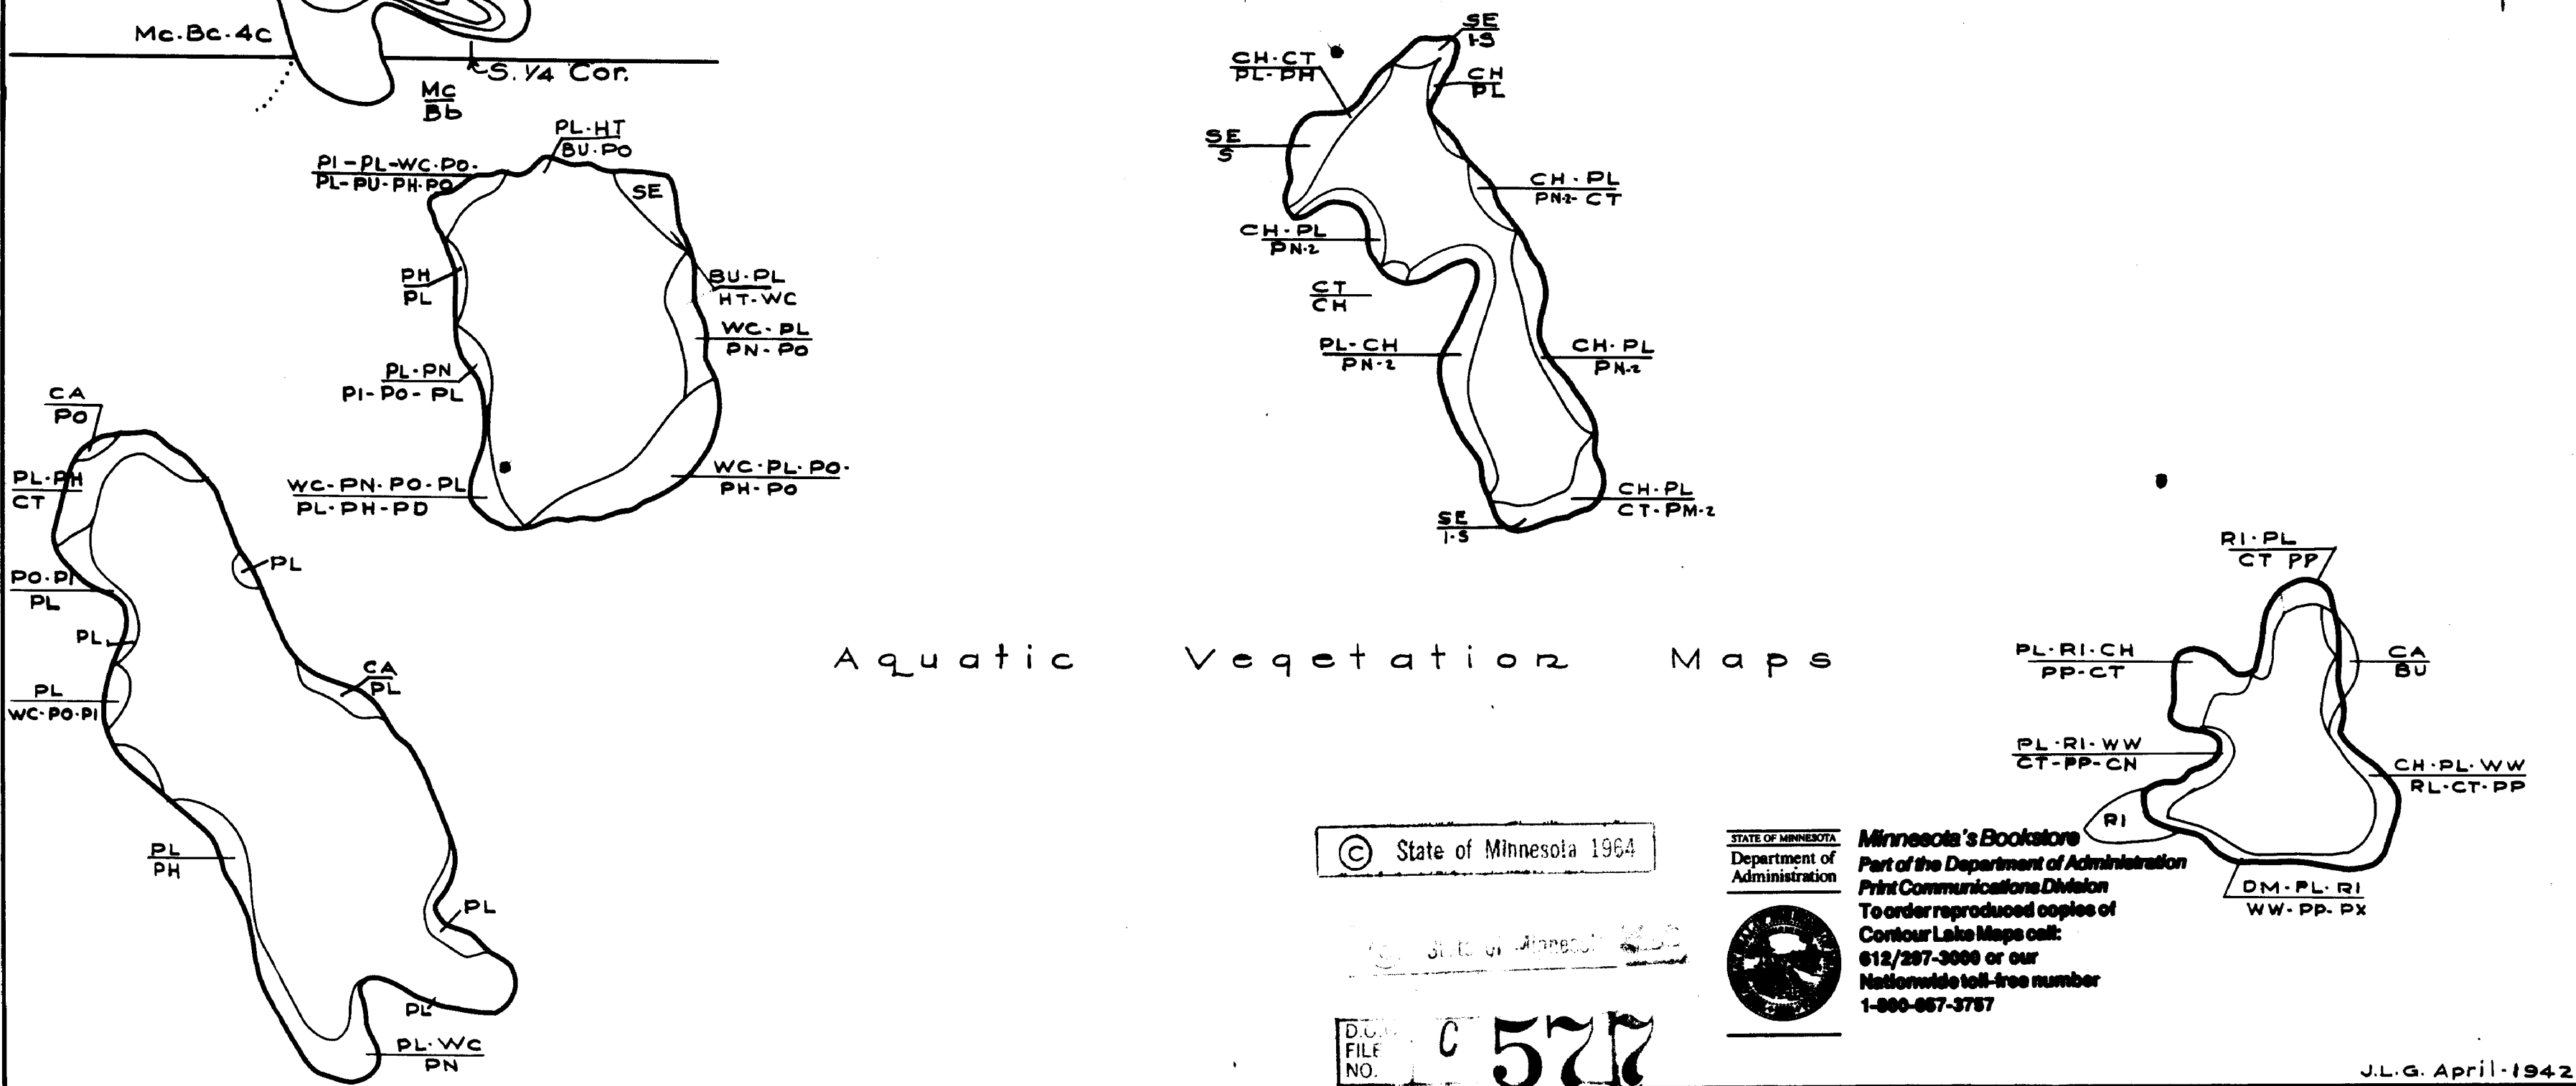 Mc.Bc.4c
S. 1/4 Cor.
Mc
Bb
PL·HT
BU·PO
PI-PL-WC·PO·
PL-PU-PH·PO
SE
PH
PL
BU·PL
HT-WC
WC-PL
PN-PO
PL·PN
PI-PO-PL
WC-PN-PO-PL
PL-PH-PD
WC-PL-PO-
PH-PO
CA
PO
PL-PH
CT
PO-PI
PL
PL
PL
PL
WC-PO-PI
CA
PL
PL
PH
PL
PL
PL-WC
PN
SE
1-S
CH·CT
PL-PH
CH
PL
SE
S
CH-PL
PN-2-CT
CH-PL
PN-2
CT
CH
PL-CH
PN-2
CH-PL
PN-2
CH-PL
CT-PM-2
SE
1-S
Aquatic Vegetation Maps
RI-PL
CT PP
PL-RI-CH
PP-CT
CA
BU
PL-RI-WW
CT-PP-CN
CH-PL-WW
RL-CT-PP
RI
DM-PL-RI
WW-PP-PX
© State of Minnesota 1964
State of Minnesota
STATE OF MINNESOTA
Department of
Administration
Minnesota's Bookstore
Part of the Department of Administration
Print Communications Division
To order reproduced copies of
Contour Lake Maps call:
612/297-3000 or our
Nationwide toll-free number
1-800-657-3757
FILE
NO.
C 577
J.L.G. April-1942